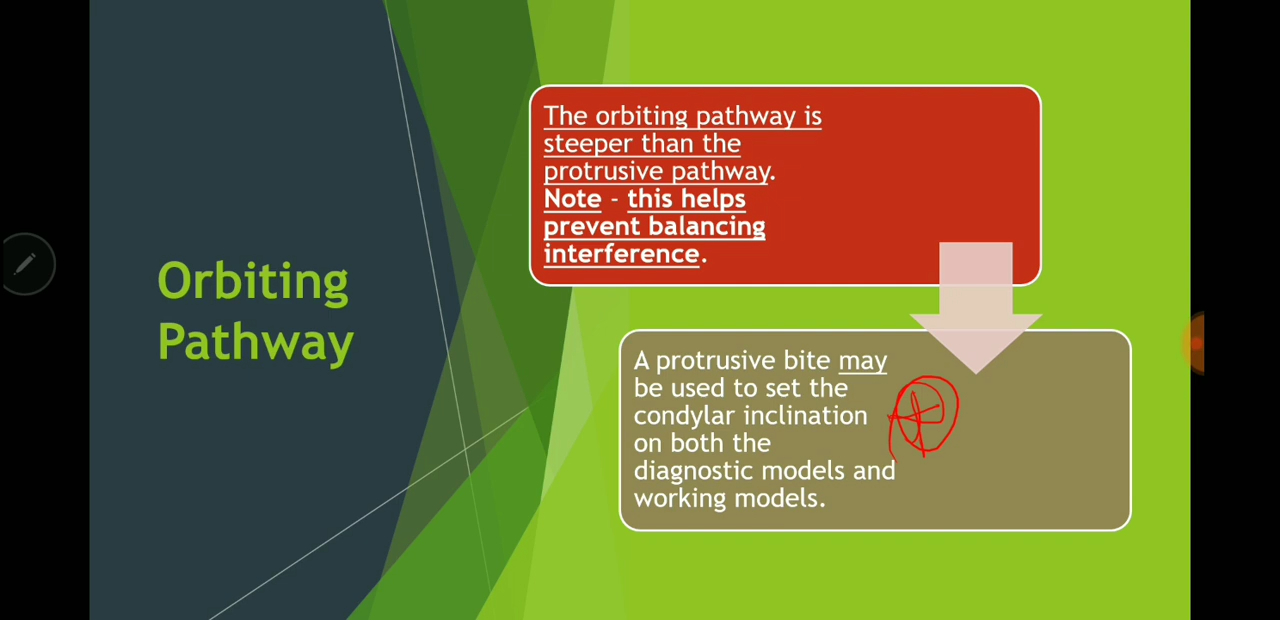 Orbiting
Pathway
The orbiting pathway is
steeper than the
protrusive pathway.
Note - this helps
prevent balancing
interference.
A protrusive bite may
be used to set the
condylar inclination
on both the
diagnostic models and
working models.